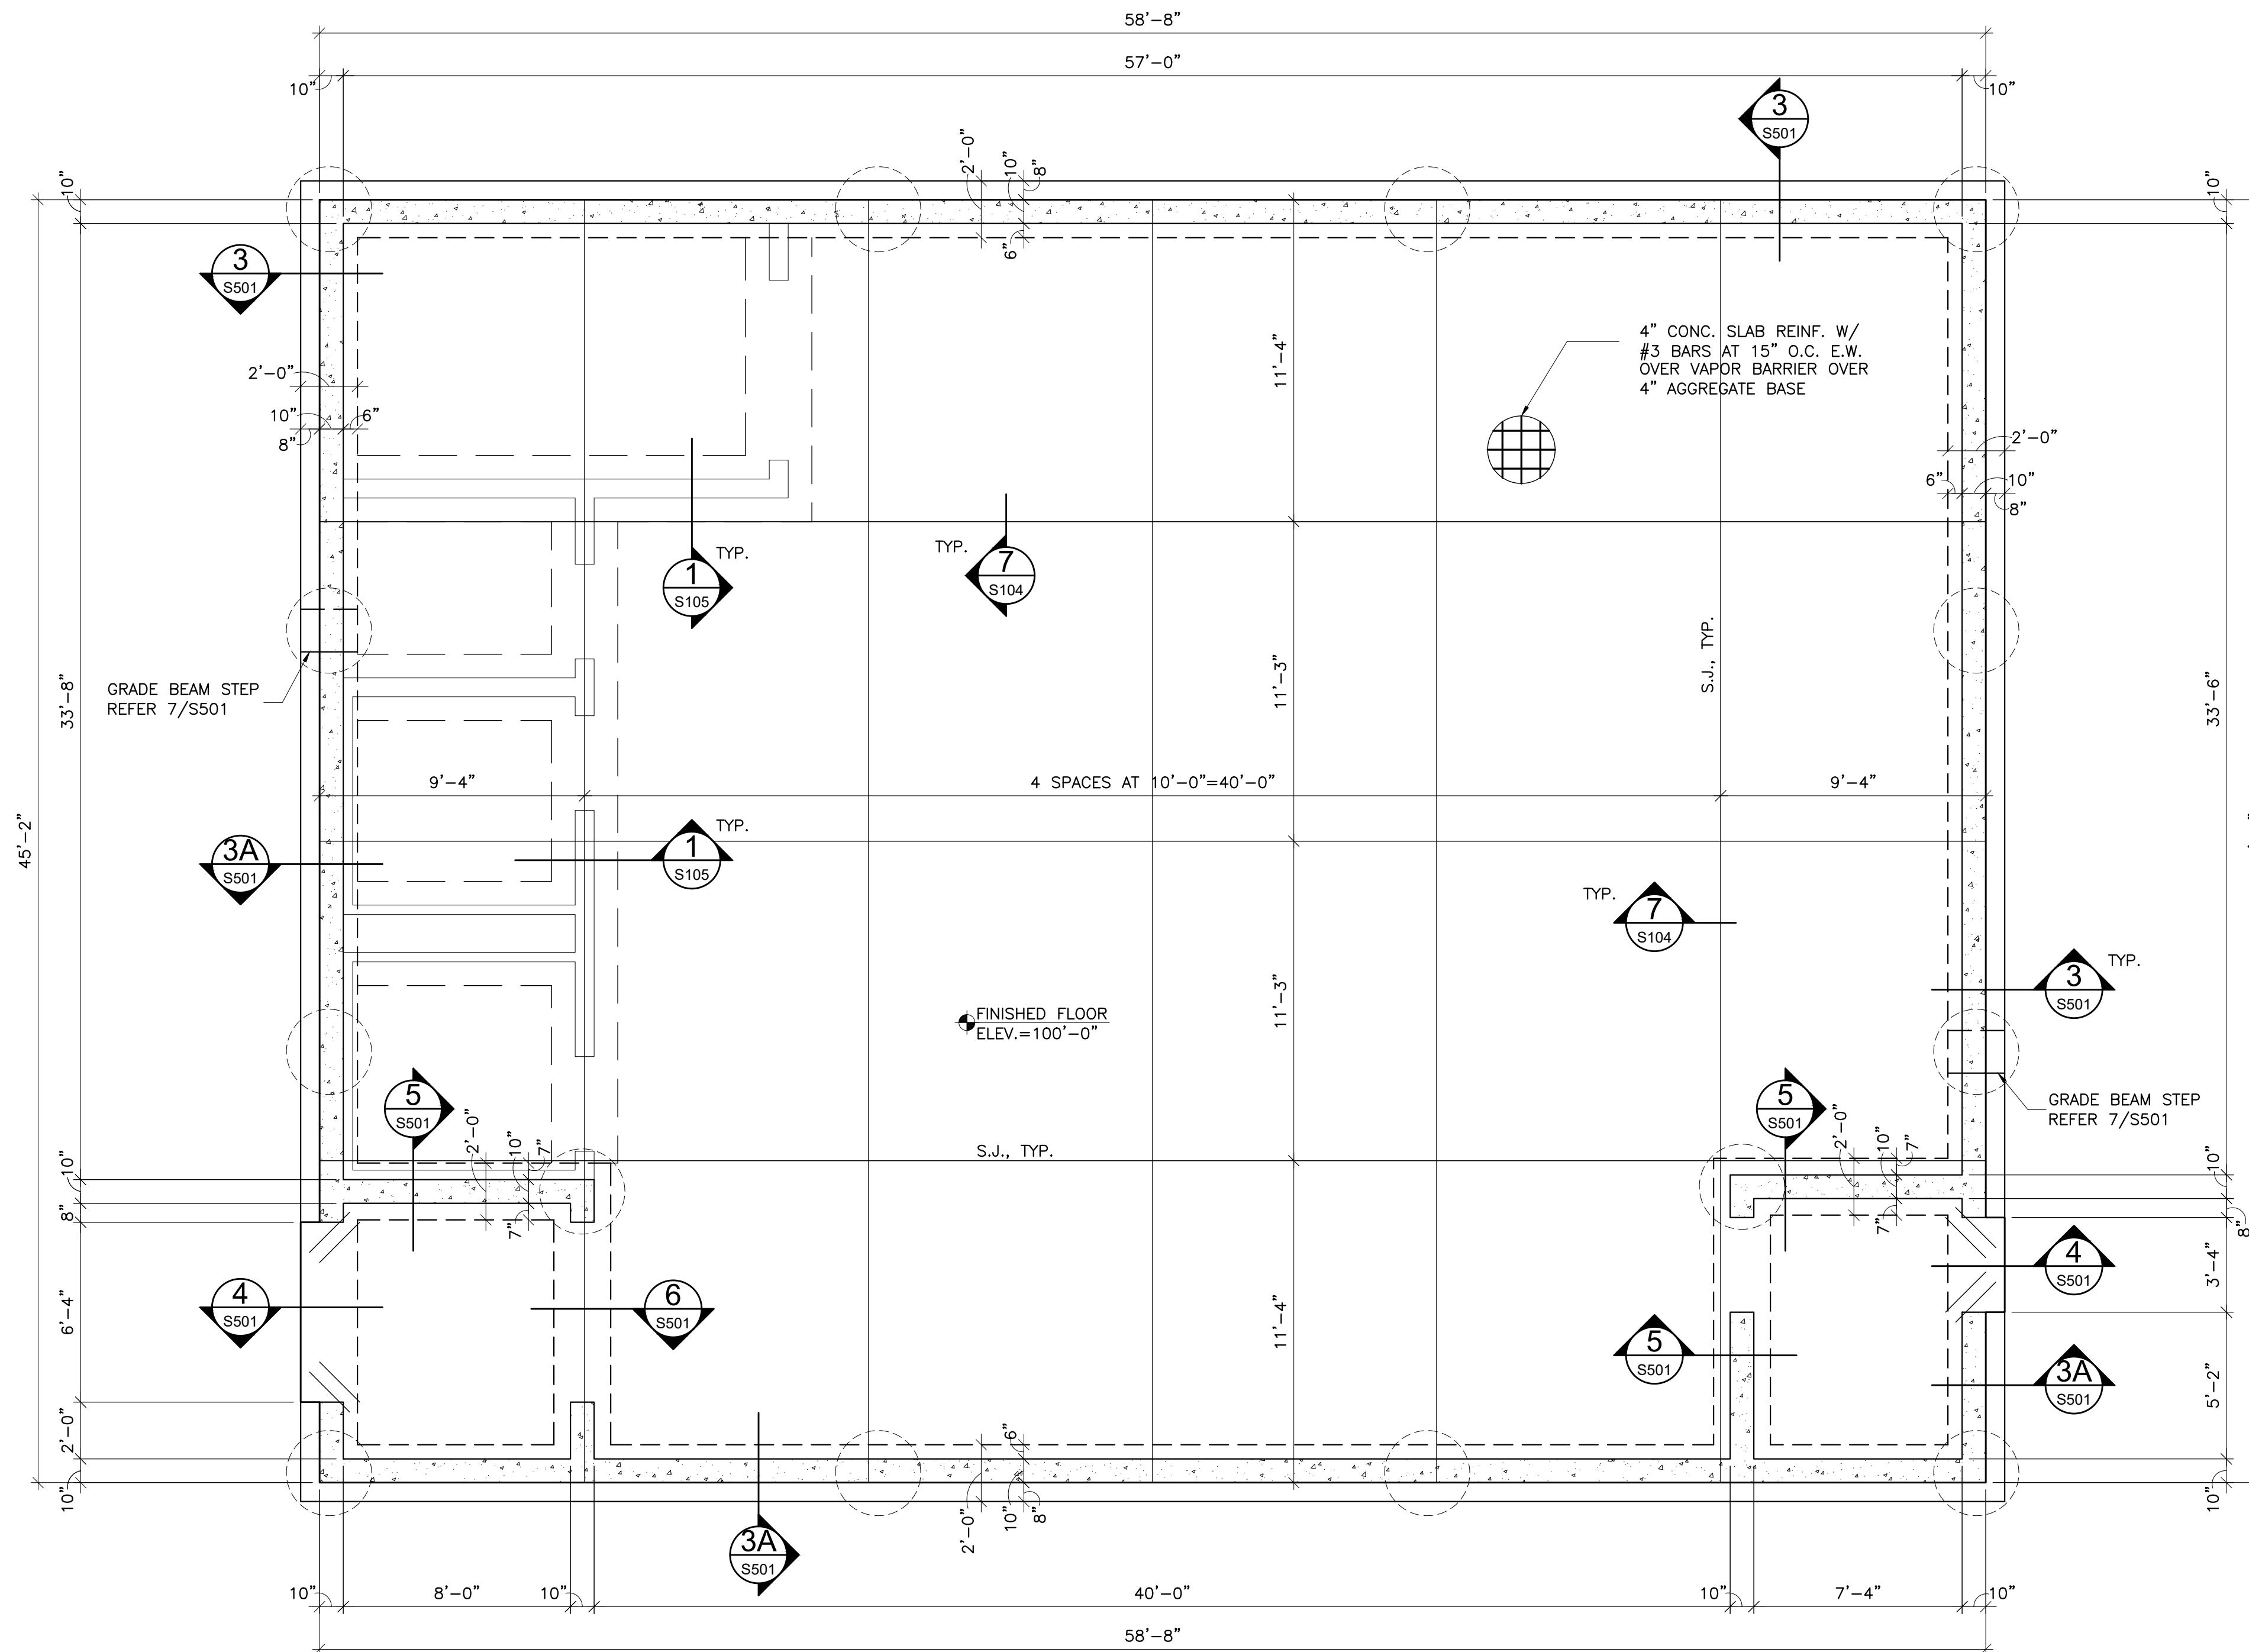 58'-8"
57'-0"
10"
10"
3
S501
10"
2'-0"
10"
8"
10"
3
S501
6"
4" CONC. SLAB REINF. W/
#3 BARS AT 15" O.C. E.W.
OVER VAPOR BARRIER OVER
4" AGGREGATE BASE
11'-4"
2'-0"
10"
6"
8"
2'-0"
6"
10"
8"
TYP.
1
S105
TYP.
7
S104
GRADE BEAM STEP
REFER 7/S501
33'-8"
11'-3"
S.J., TYP.
33'-6"
9'-4"
4 SPACES AT 10'-0"=40'-0"
9'-4"
45'-2"
3A
S501
TYP.
1
S105
TYP.
7
S104
3
S501
TYP.
FINISHED FLOOR
ELEV.=100'-0"
11'-3"
5
S501
5
S501
GRADE BEAM STEP
REFER 7/S501
2'-0"
10"
7"
S.J., TYP.
2'-0"
10"
7"
10"
10"
8"
7"
7"
8"
4
S501
6'-4"
6
S501
11'-4"
5
S501
4
S501
3'-4"
3A
S501
5'-2"
2'-0"
10"
6"
2'-0"
10"
8"
10"
3A
S501
10"
8'-0"
10"
40'-0"
10"
7'-4"
10"
58'-8"